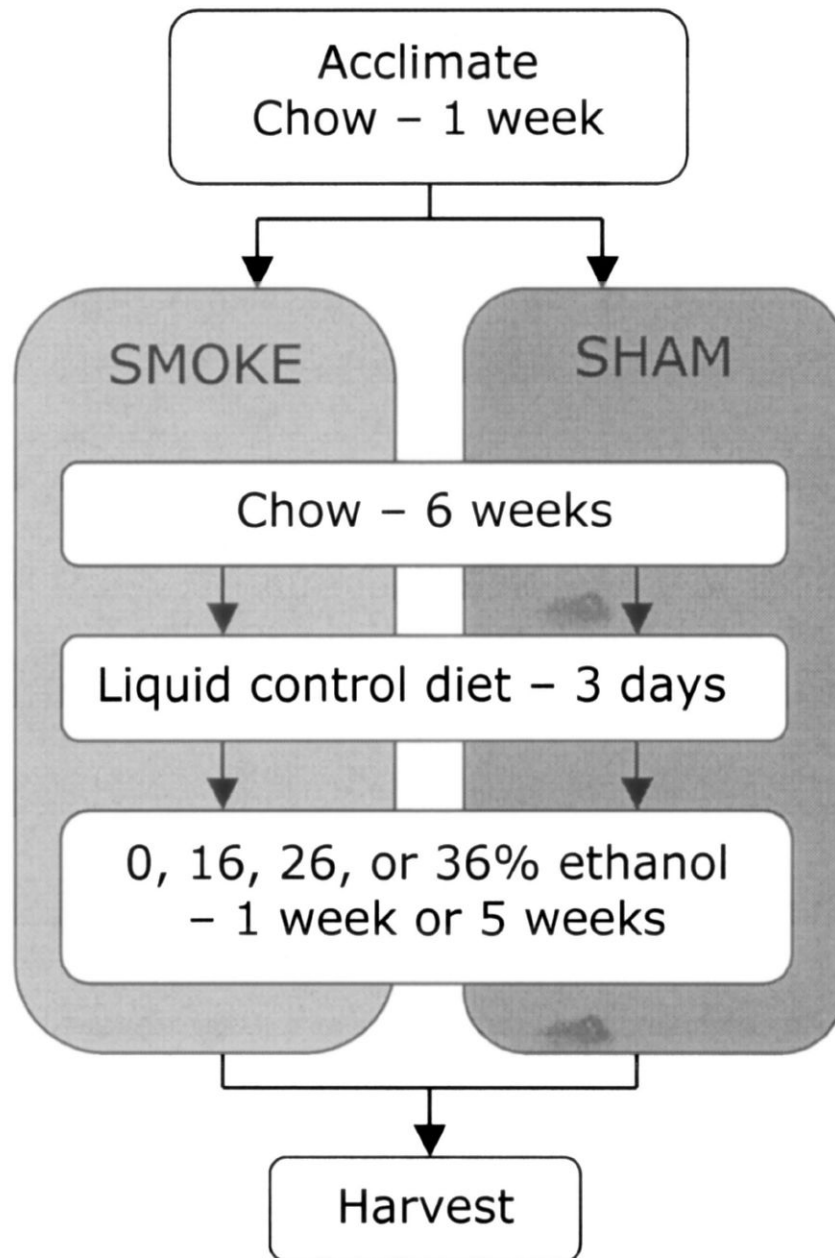 Acclimate
Chow – 1 week
SMOKE
SHAM
Chow – 6 weeks
Liquid control diet – 3 days
0, 16, 26, or 36% ethanol
– 1 week or 5 weeks
Harvest